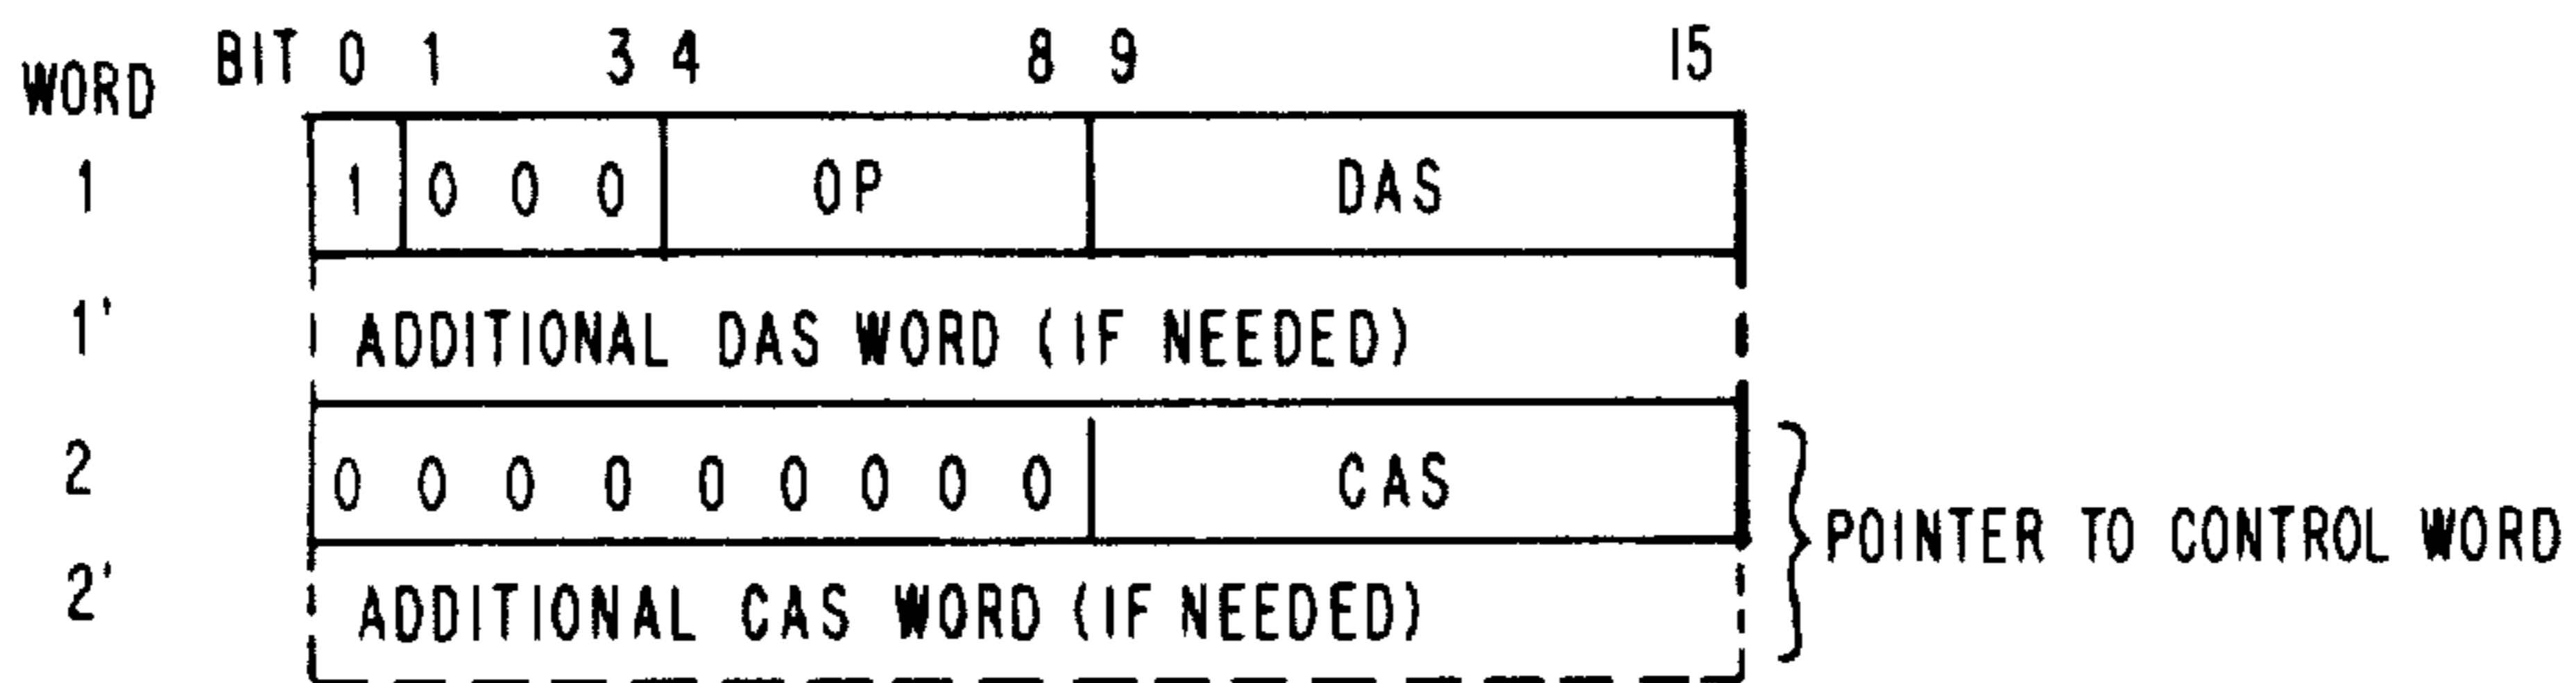 WORD BIT 0 1 3 4 8 9 15
1 1 0 0 0 OP DAS
1' ADDITIONAL DAS WORD (IF NEEDED)
2 0 0 0 0 0 0 0 0 0 CAS
POINTER TO CONTROL WORD
2' ADDITIONAL CAS WORD (IF NEEDED)